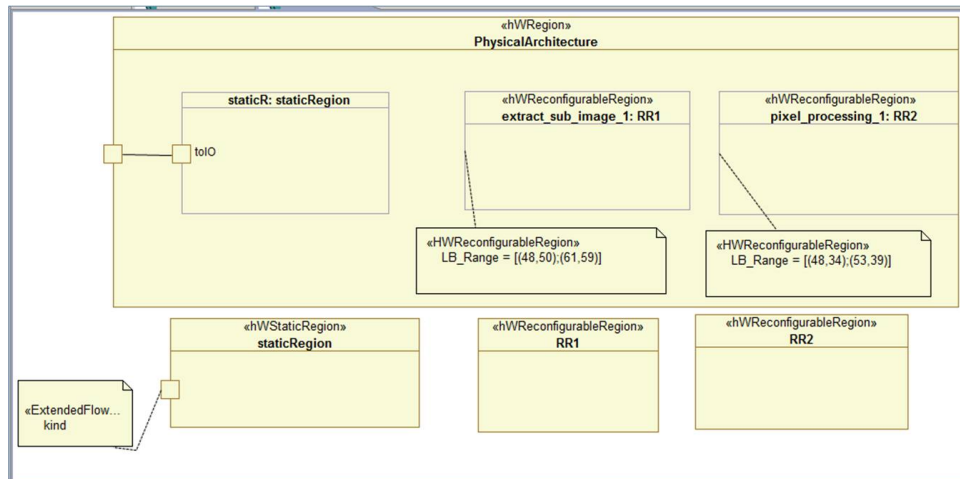 «hWRegion»
PhysicalArchitecture
staticR: staticRegion
toIO
«hWReconfigurableRegion»
extract_sub_image_1: RR1
«hWReconfigurableRegion»
pixel_processing_1: RR2
«HWReconfigurableRegion»
LB_Range = [(48,50);(61,59)]
«HWReconfigurableRegion»
LB_Range = [(48,34);(53,39)]
«hWStaticRegion»
staticRegion
«hWReconfigurableRegion»
RR1
«hWReconfigurableRegion»
RR2
«ExtendedFlow...
kind